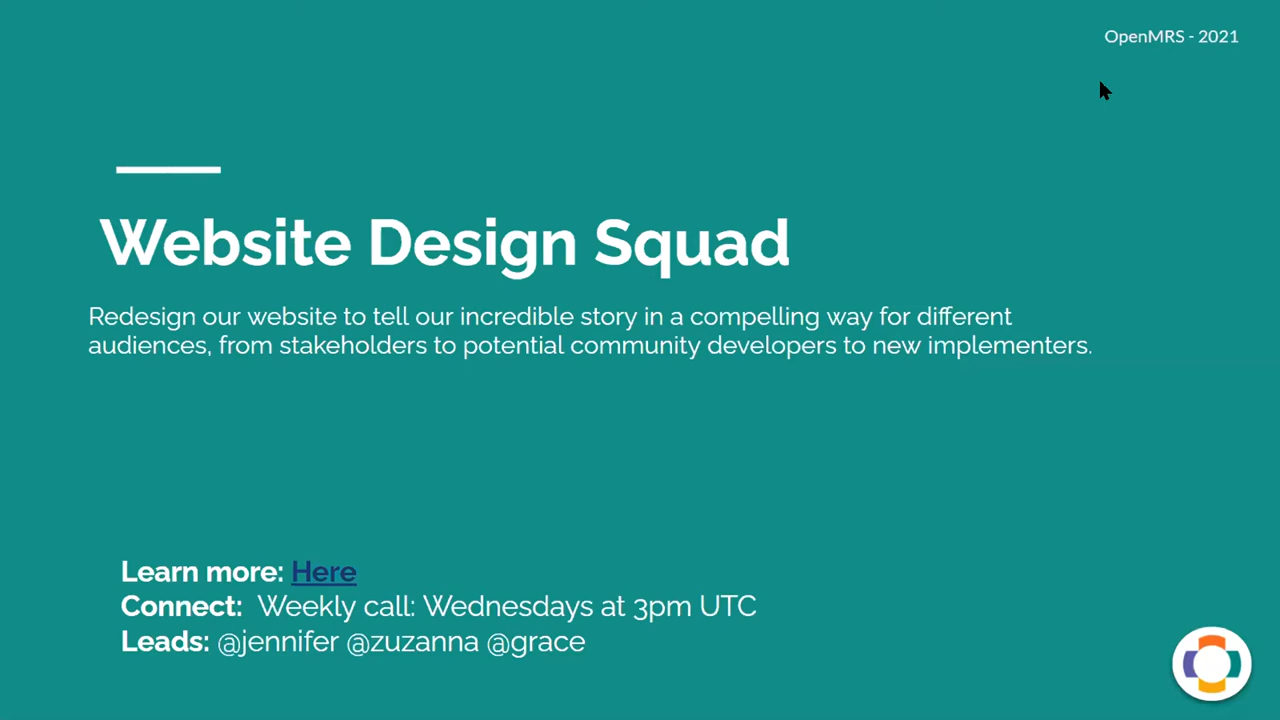 OpenMRS - 2021
Website Design Squad
Redesign our website to tell our incredible story in a compelling way for different
audiences, from stakeholders to potential community developers to new implementers.
Learn more: Here
Connect: Weekly call: Wednesdays at 3pm UTC
Leads: @jennifer @zuzanna @grace